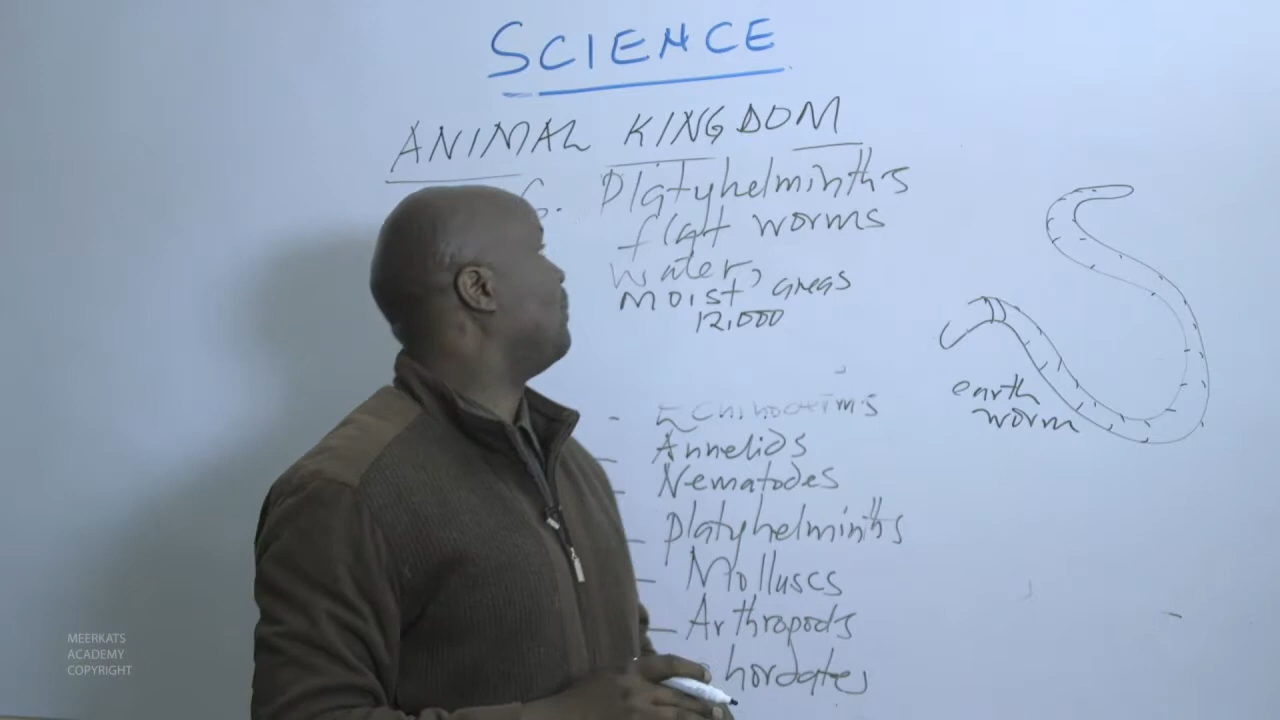 SCIENCE
ANIMAL KINGDOM
6. Platyhelminths
flat worms
water,
moist areas
12,000
- Annelids
- Nematodes
- Platyhelminths
- Molluscs
- Arthropods
hordates
earth
worm
MEERKATS
ACADEMY
COPYRIGHT